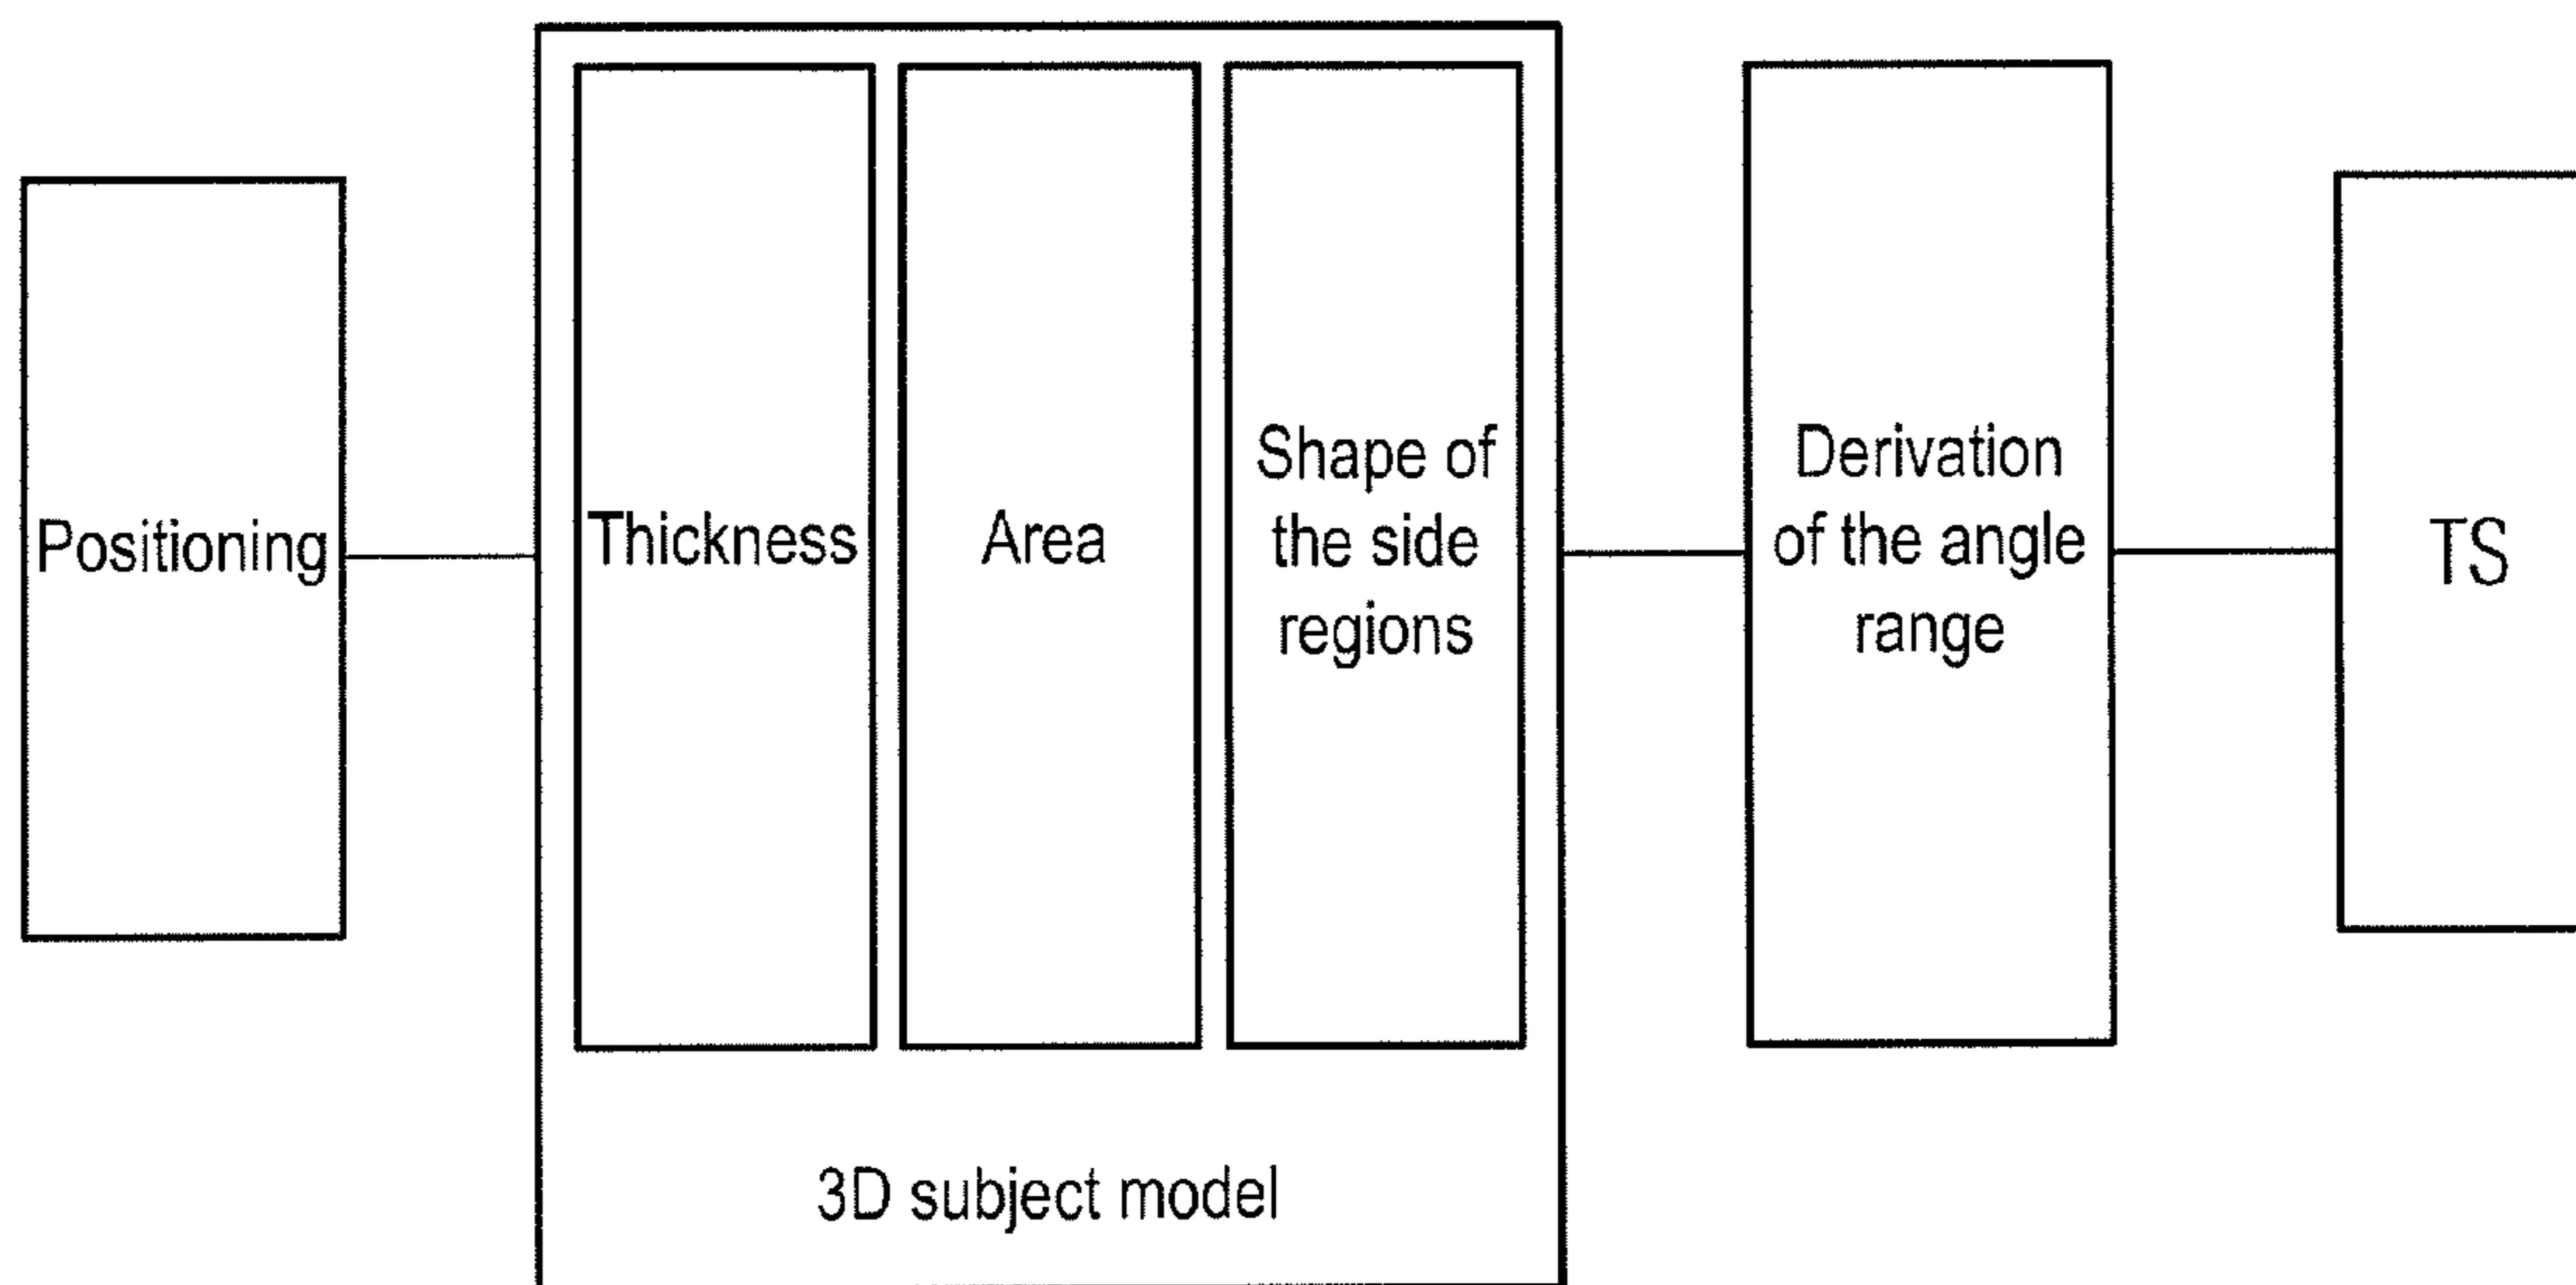 Positioning
Thickness
Area
Shape of
the side
regions
3D subject model
Derivation
of the angle
range
TS